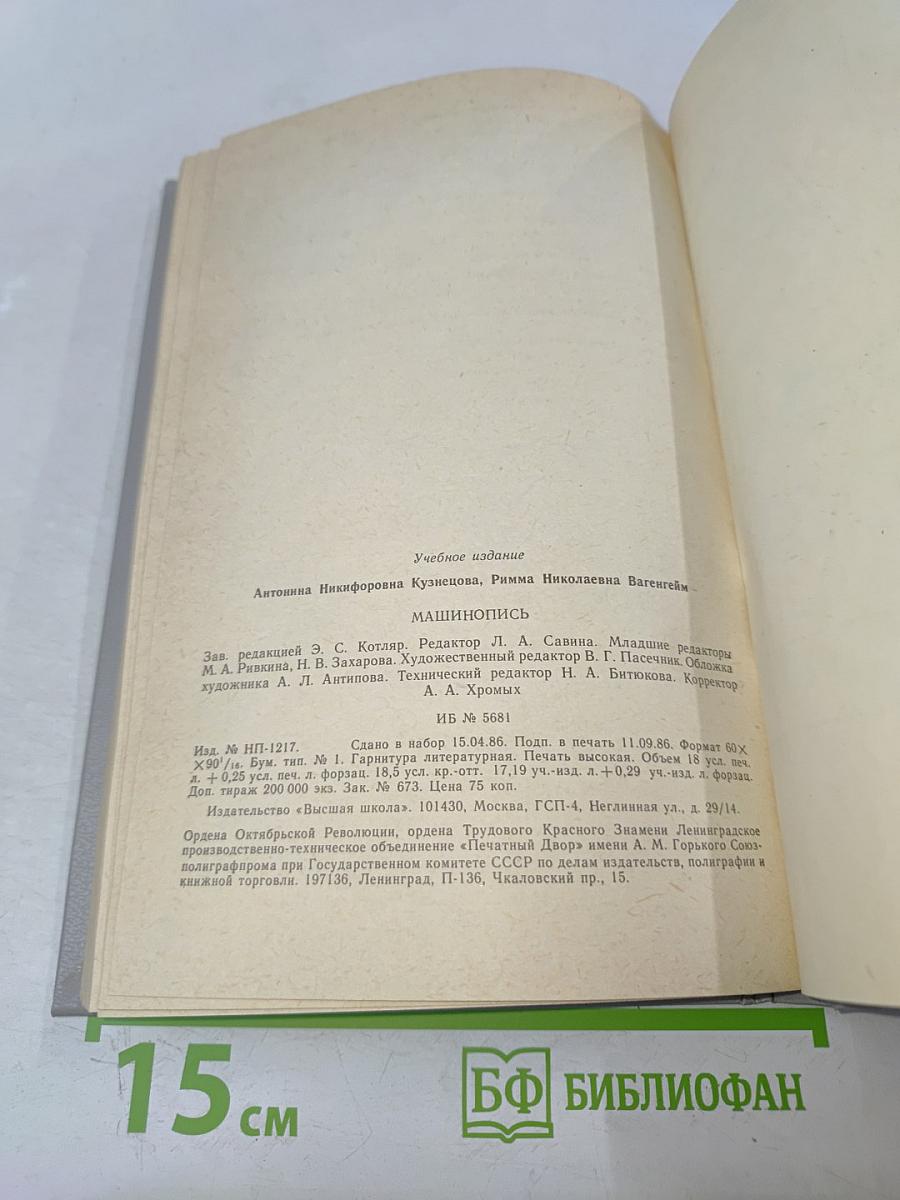 Учебное издание
Антонина Никифоровна Кузнецова, Римма Николаевна Вагенгейм
МАШИНОПИСЬ
Зав. редакцией Э. С. Котляр. Редактор Л. А. Савина. Младшие редакторы
М. А. Ривкина, Н. В. Захарова. Художественный редактор В. Г. Пасечник. Обложка
художника А. Л. Антипова. Технический редактор Н. А. Битюкова. Корректор
А. А. Хромых
ИБ № 5681
Изд. № НП-1217. Сдано в набор 15.04.86. Подп. в печать 11.09.86. Формат 60×
×90¹/₁₆. Бум. тип. № 1. Гарнитура литературная. Печать высокая. Объем 18 усл. печ.
л. +0,25 усл. печ. л. форзац. 18,5 усл. кр.-отт. 17,19 уч.-изд. л.+0,29 уч.-изд. л. форзац.
Доп. тираж 200 000 экз. Зак. № 673. Цена 75 коп.
Издательство «Высшая школа». 101430, Москва, ГСП-4, Неглинная ул., д. 29/14.
Ордена Октябрьской Революции, ордена Трудового Красного Знамени Ленинградское
производственно-техническое объединение «Печатный Двор» имени А. М. Горького Союз-
полиграфпрома при Государственном комитете СССР по делам издательств, полиграфии и
книжной торговли. 197136, Ленинград, П-136, Чкаловский пр., 15.
15 см
БФ БИБЛИОФАН